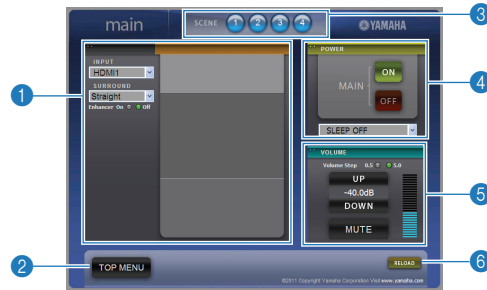 main
SCENE 1 2 3 4
YAMAHA
3
1
INPUT
HDMI1
SURROUND
Straight
Enhancer On Off
POWER
MAIN
ON
OFF
SLEEP OFF
4
VOLUME
Volume Step 0.5 5.0
UP
-40.0dB
DOWN
MUTE
5
2
TOP MENU
RELOAD
6
©2011 Copyright Yamaha Corporation Visit www.yamaha.com